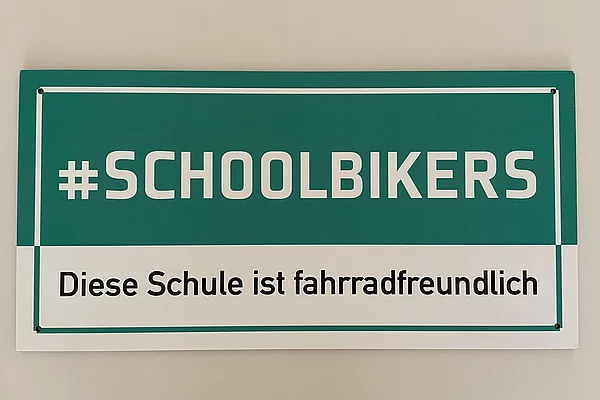 #SCHOOLBIKERS
Diese Schule ist fahrradfreundlich